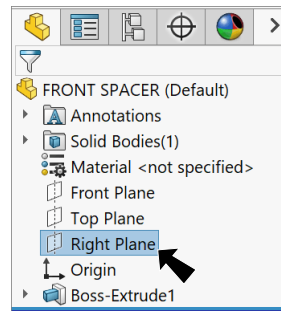 FRONT SPACER (Default)
Annotations
Solid Bodies(1)
Material <not specified>
Front Plane
Top Plane
Right Plane
Origin
Boss-Extrude1